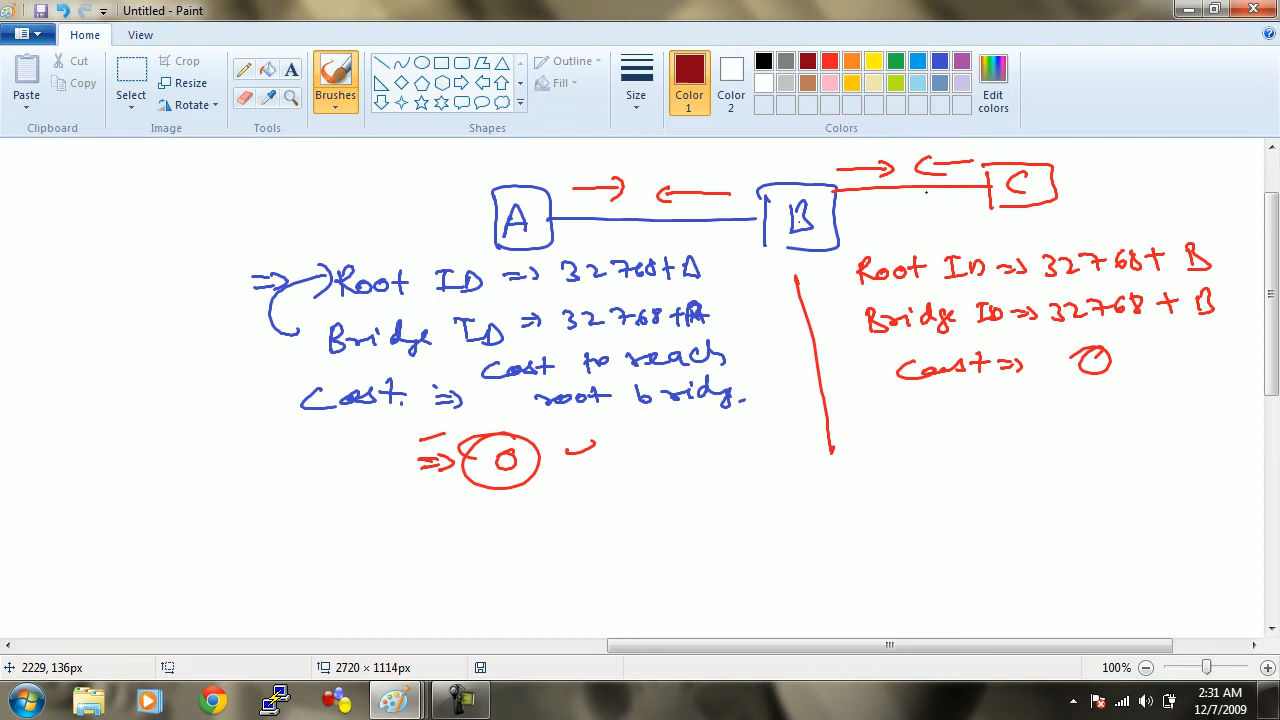 Untitled - Paint
Home
View
Paste
Cut
Copy
Clipboard
Select
Crop
Resize
Rotate
Image
A
Tools
Brushes
Outline
Fill
Shapes
Size
Color 1
Color 2
Edit colors
Colors
A
B
C
Root ID => 32768+A
Bridge ID => 32768+A
Cost. => cost to reach
root bridge.
=> 0
Root ID => 32768 + B
Bridge ID => 32768 + B
Cost => 0
2229, 136px
2720 × 1114px
100%
2:31 AM
12/7/2009